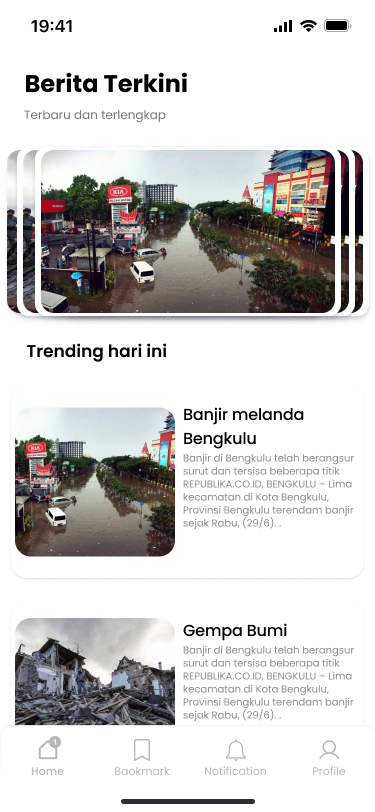 19:41
Berita Terkini
Terbaru dan terlengkap
KIA
Trending hari ini
KIA
Banjir melanda
Bengkulu
Banjir di Bengkulu telah berangsur
surut dan tersisa beberapa titik
REPUBLIKA.CO.ID, BENGKULU – Lima
kecamatan di Kota Bengkulu,
Provinsi Bengkulu terendam banjir
sejak Rabu, (29/6). .
Gempa Bumi
Banjir di Bengkulu telah berangsur
surut dan tersisa beberapa titik
REPUBLIKA.CO.ID, BENGKULU – Lima
kecamatan di Kota Bengkulu,
Provinsi Bengkulu terendam banjir
sejak Rabu, (29/6). .
1
Home
Baokmark
Notification
Profile